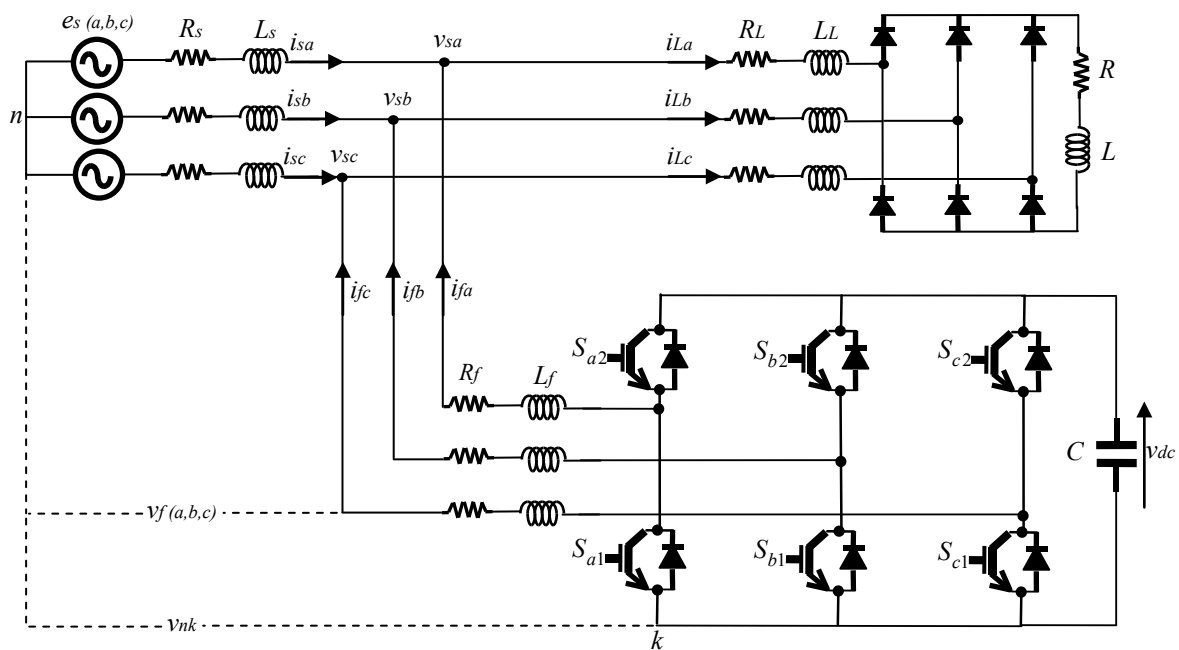 es (a,b,c)
Rs Ls isa vsa iLa RL LL
R
n isb vsb iLb
isc vsc iLc L
ifc ifb ifa
Sa2 Sb2 Sc2
Rf Lf
C vdc
vf (a,b,c)
Sa1 Sb1 Sc1
vnk k